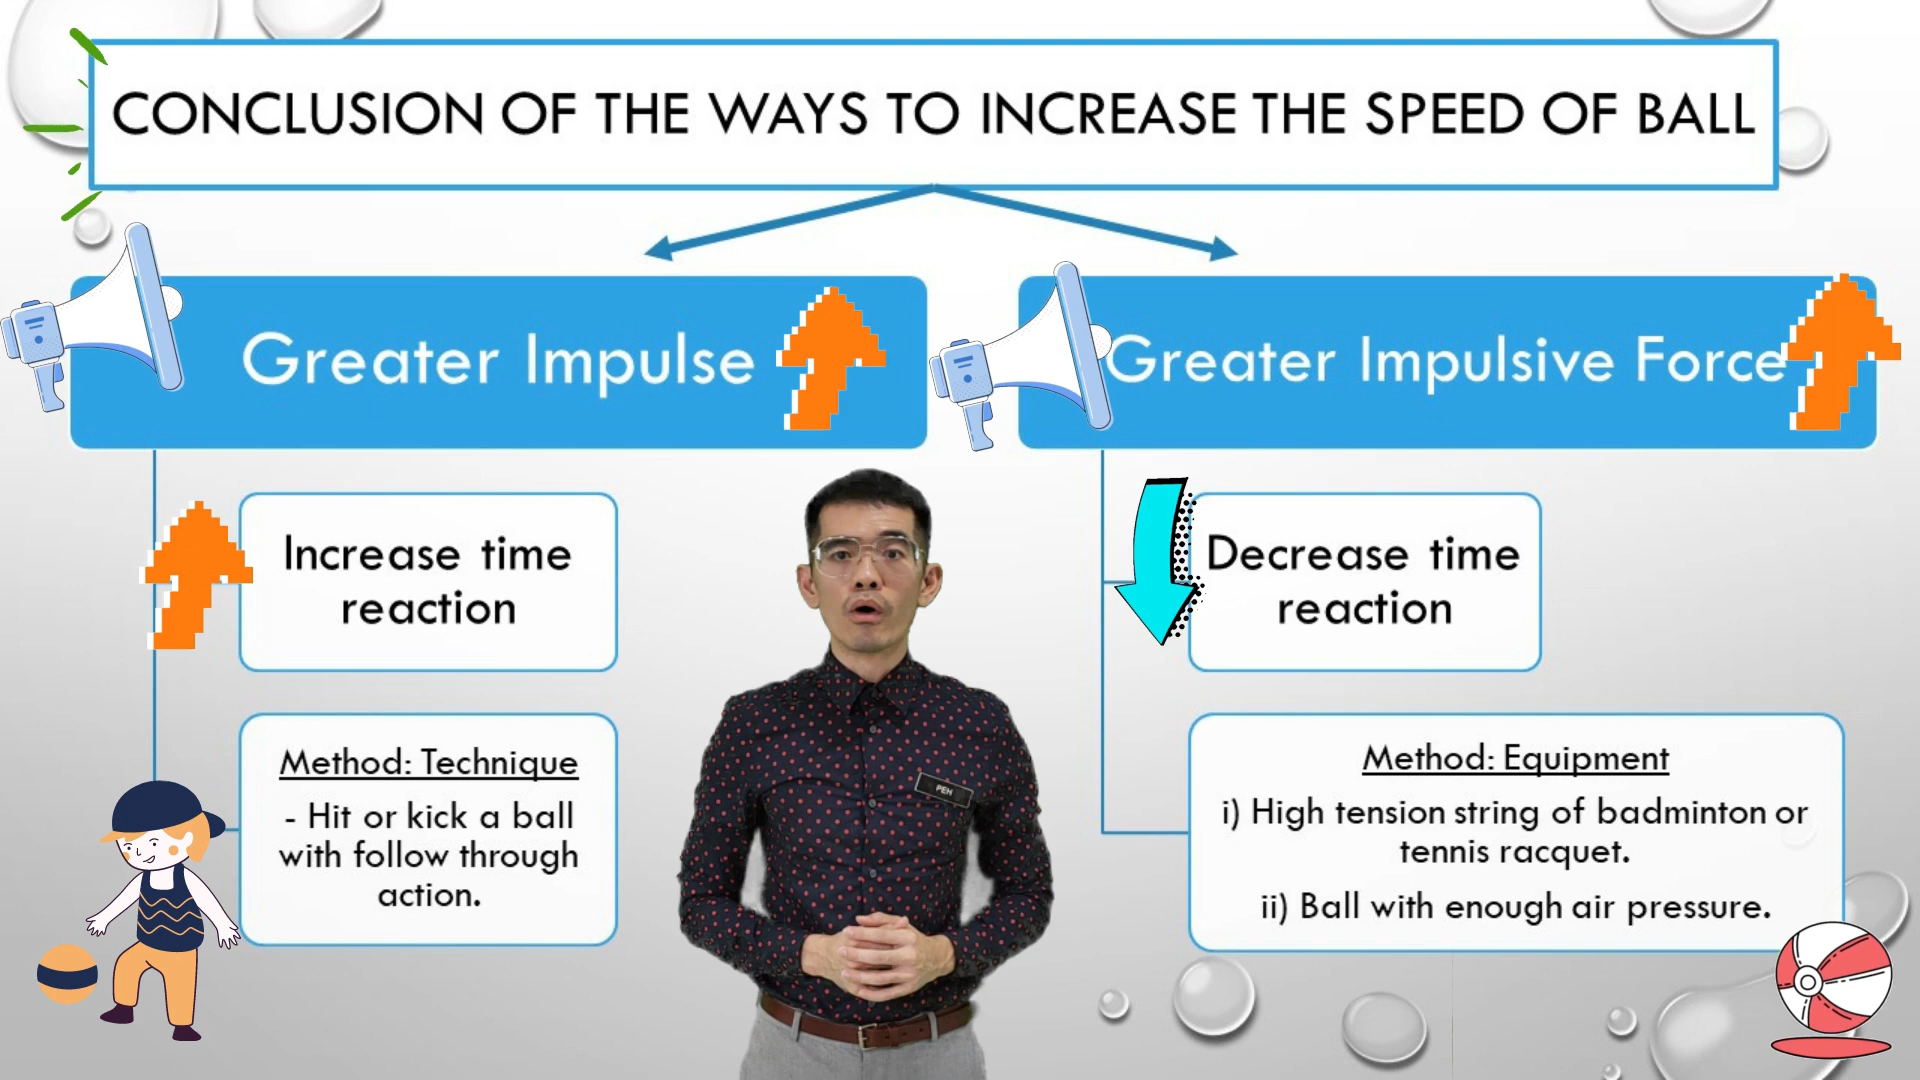 CONCLUSION OF THE WAYS TO INCREASE THE SPEED OF BALL
Greater Impulse
Increase time
reaction
Method: Technique
- Hit or kick a ball
with follow through
action.
Greater Impulsive Force
Decrease time
reaction
Method: Equipment
i) High tension string of badminton or
tennis racquet.
ii) Ball with enough air pressure.
PEH